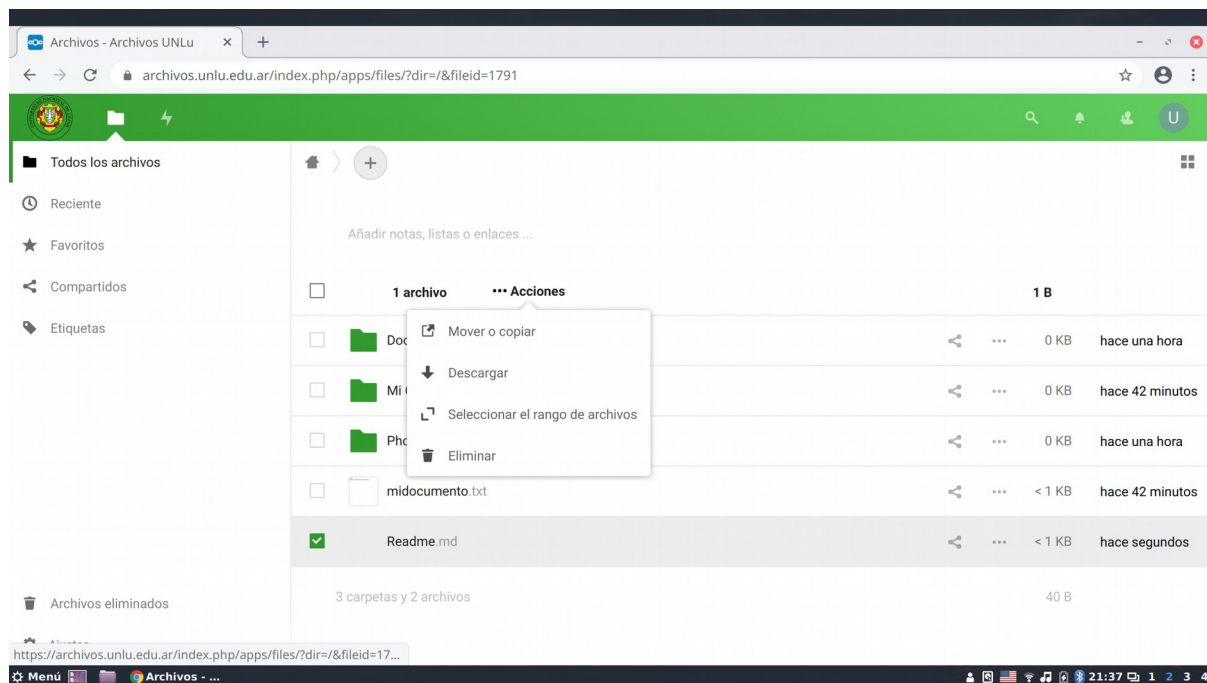 Archivos - Archivos UNLu
archivos.unlu.edu.ar/index.php/apps/files/?dir=/&fileid=1791
U
Todos los archivos
Reciente
Favoritos
Compartidos
Etiquetas
Añadir notas, listas o enlaces ...
1 archivo ••• Acciones 1 B
Mover o copiar
Descargar
Seleccionar el rango de archivos
Eliminar
Doc 0 KB hace una hora
Mi 0 KB hace 42 minutos
Pho 0 KB hace una hora
midocumento.txt < 1 KB hace 42 minutos
Readme.md < 1 KB hace segundos
3 carpetas y 2 archivos 40 B
Archivos eliminados
https://archivos.unlu.edu.ar/index.php/apps/files/?dir=/&fileid=17...
Menú Archivos - ... 21:37 1 2 3 4